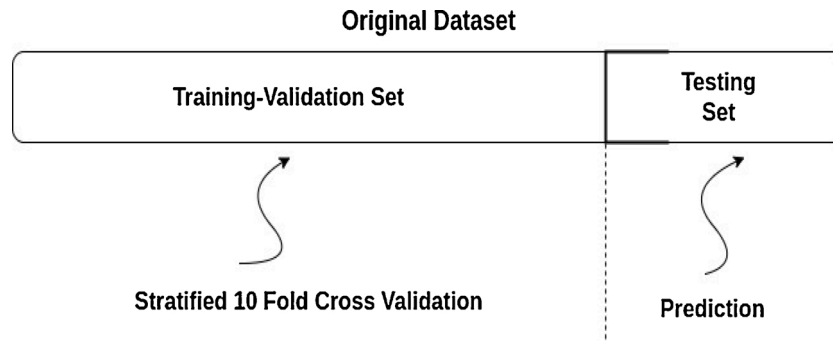 Original Dataset
Training-Validation Set
Testing
Set
Stratified 10 Fold Cross Validation
Prediction